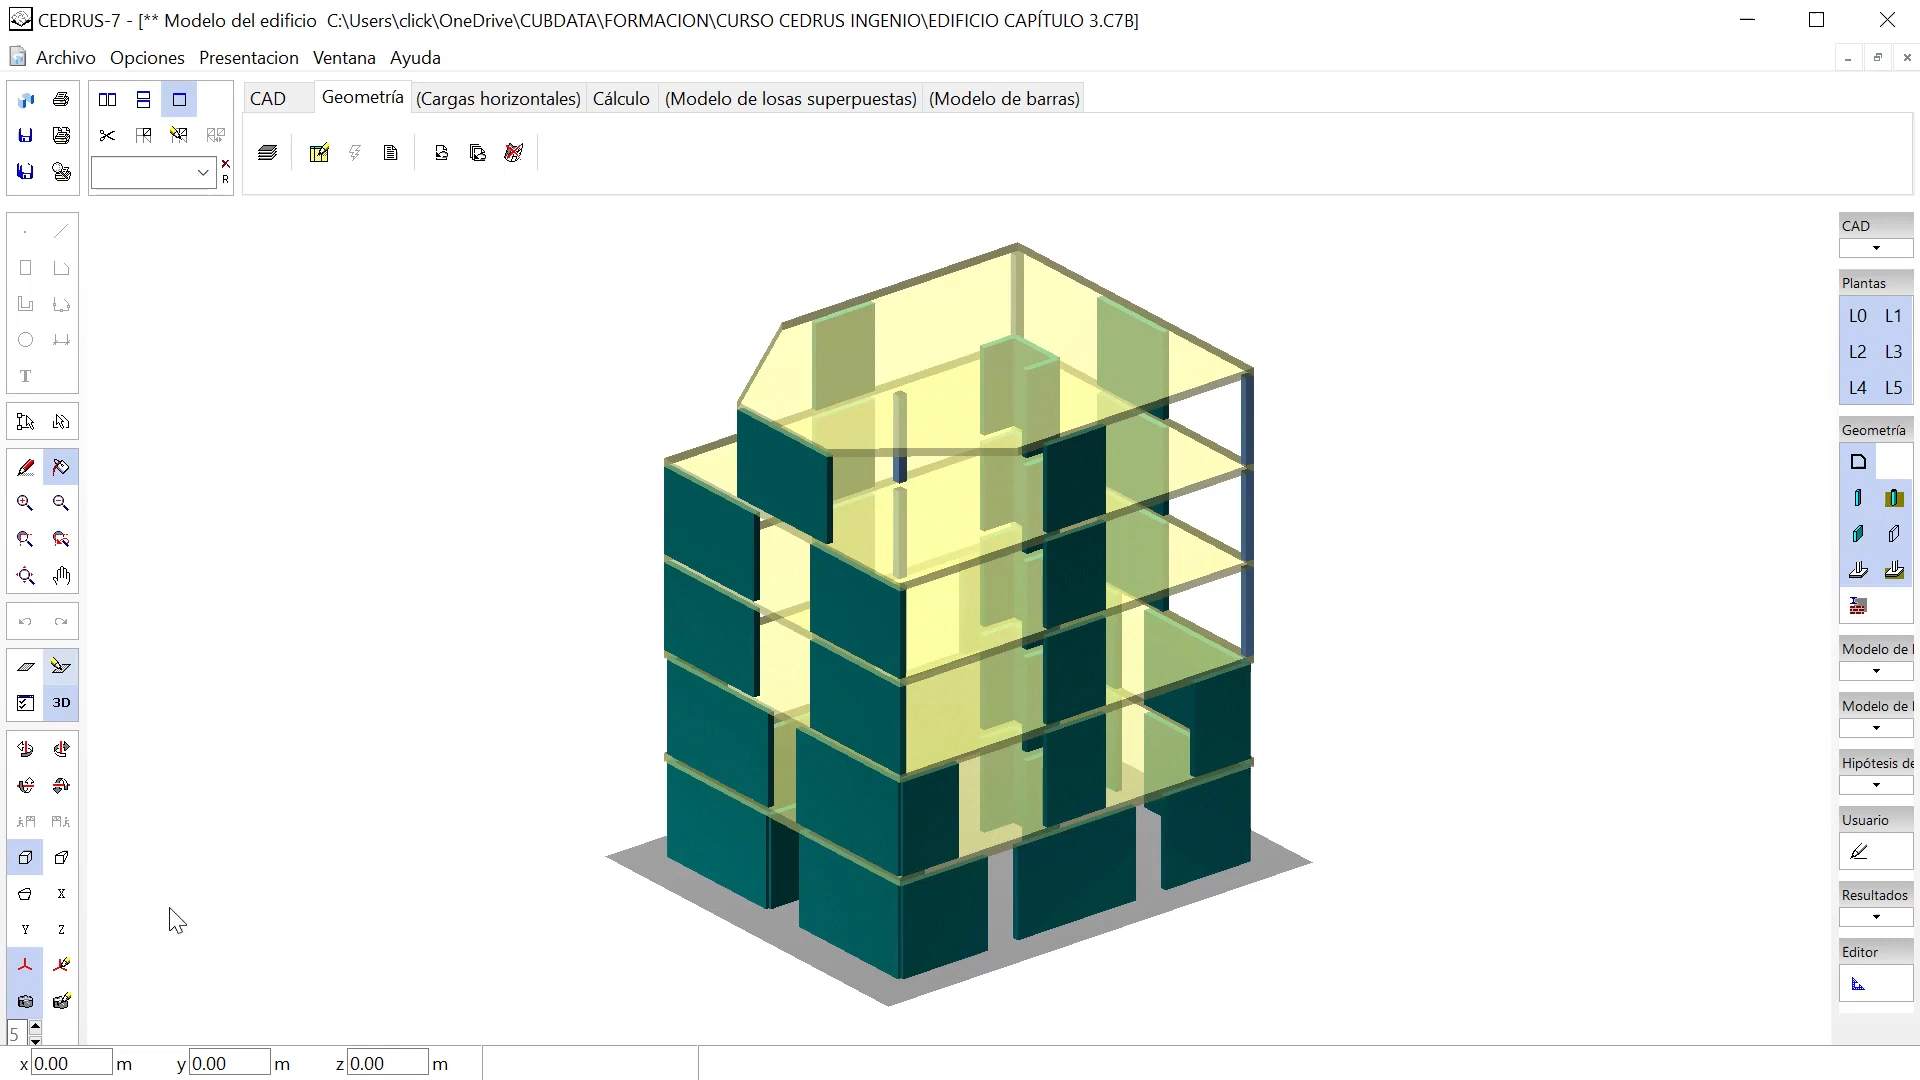 CEDRUS-7 - [** Modelo del edificio C:\Users\click\OneDrive\CUBDATA\FORMACION\CURSO CEDRUS INGENIO\EDIFICIO CAPÍTULO 3.C7B]
Archivo Opciones Presentacion Ventana Ayuda
CAD Geometría (Cargas horizontales) Cálculo (Modelo de losas superpuestas) (Modelo de barras)
R
CAD
Plantas
L0 L1
L2 L3
L4 L5
Geometría
Modelo de
Modelo de
Hipótesis de
Usuario
Resultados
Editor
T
3D
X
Y Z
5
x 0.00 m y 0.00 m z 0.00 m